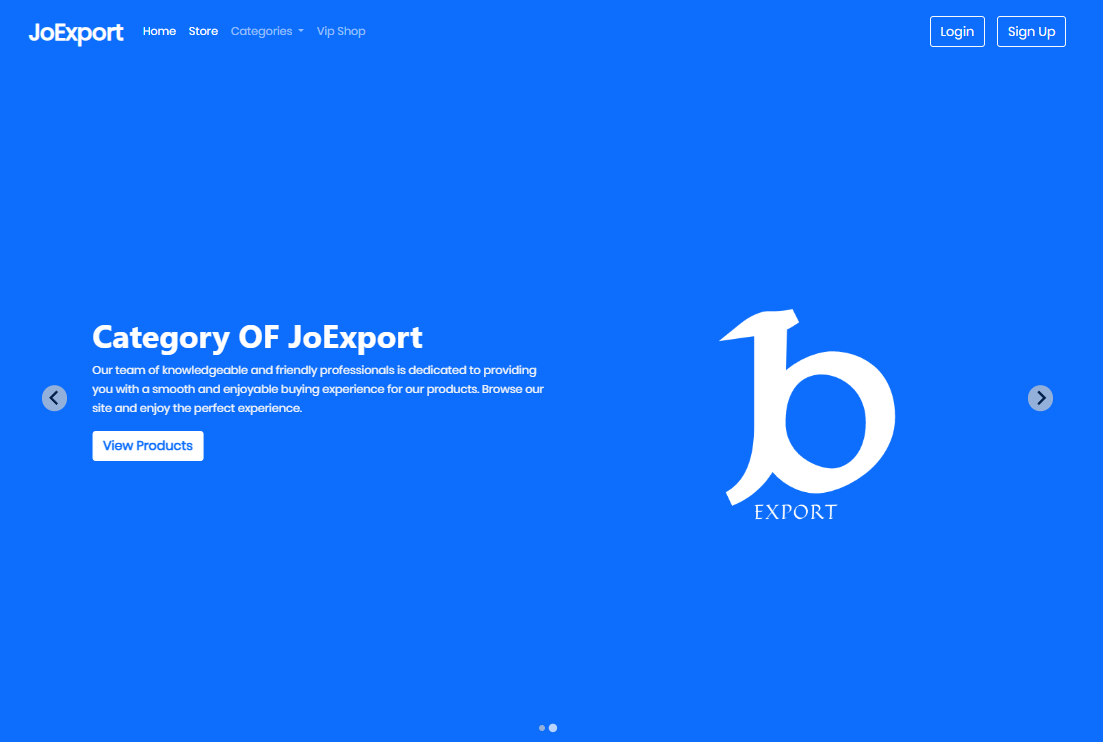 JoExport Home Store Categories Vip Shop Login Sign Up
Category OF JoExport
Our team of knowledgeable and friendly professionals is dedicated to providing
you with a smooth and enjoyable buying experience for our products. Browse our
site and enjoy the perfect experience.
View Products
EXPORT